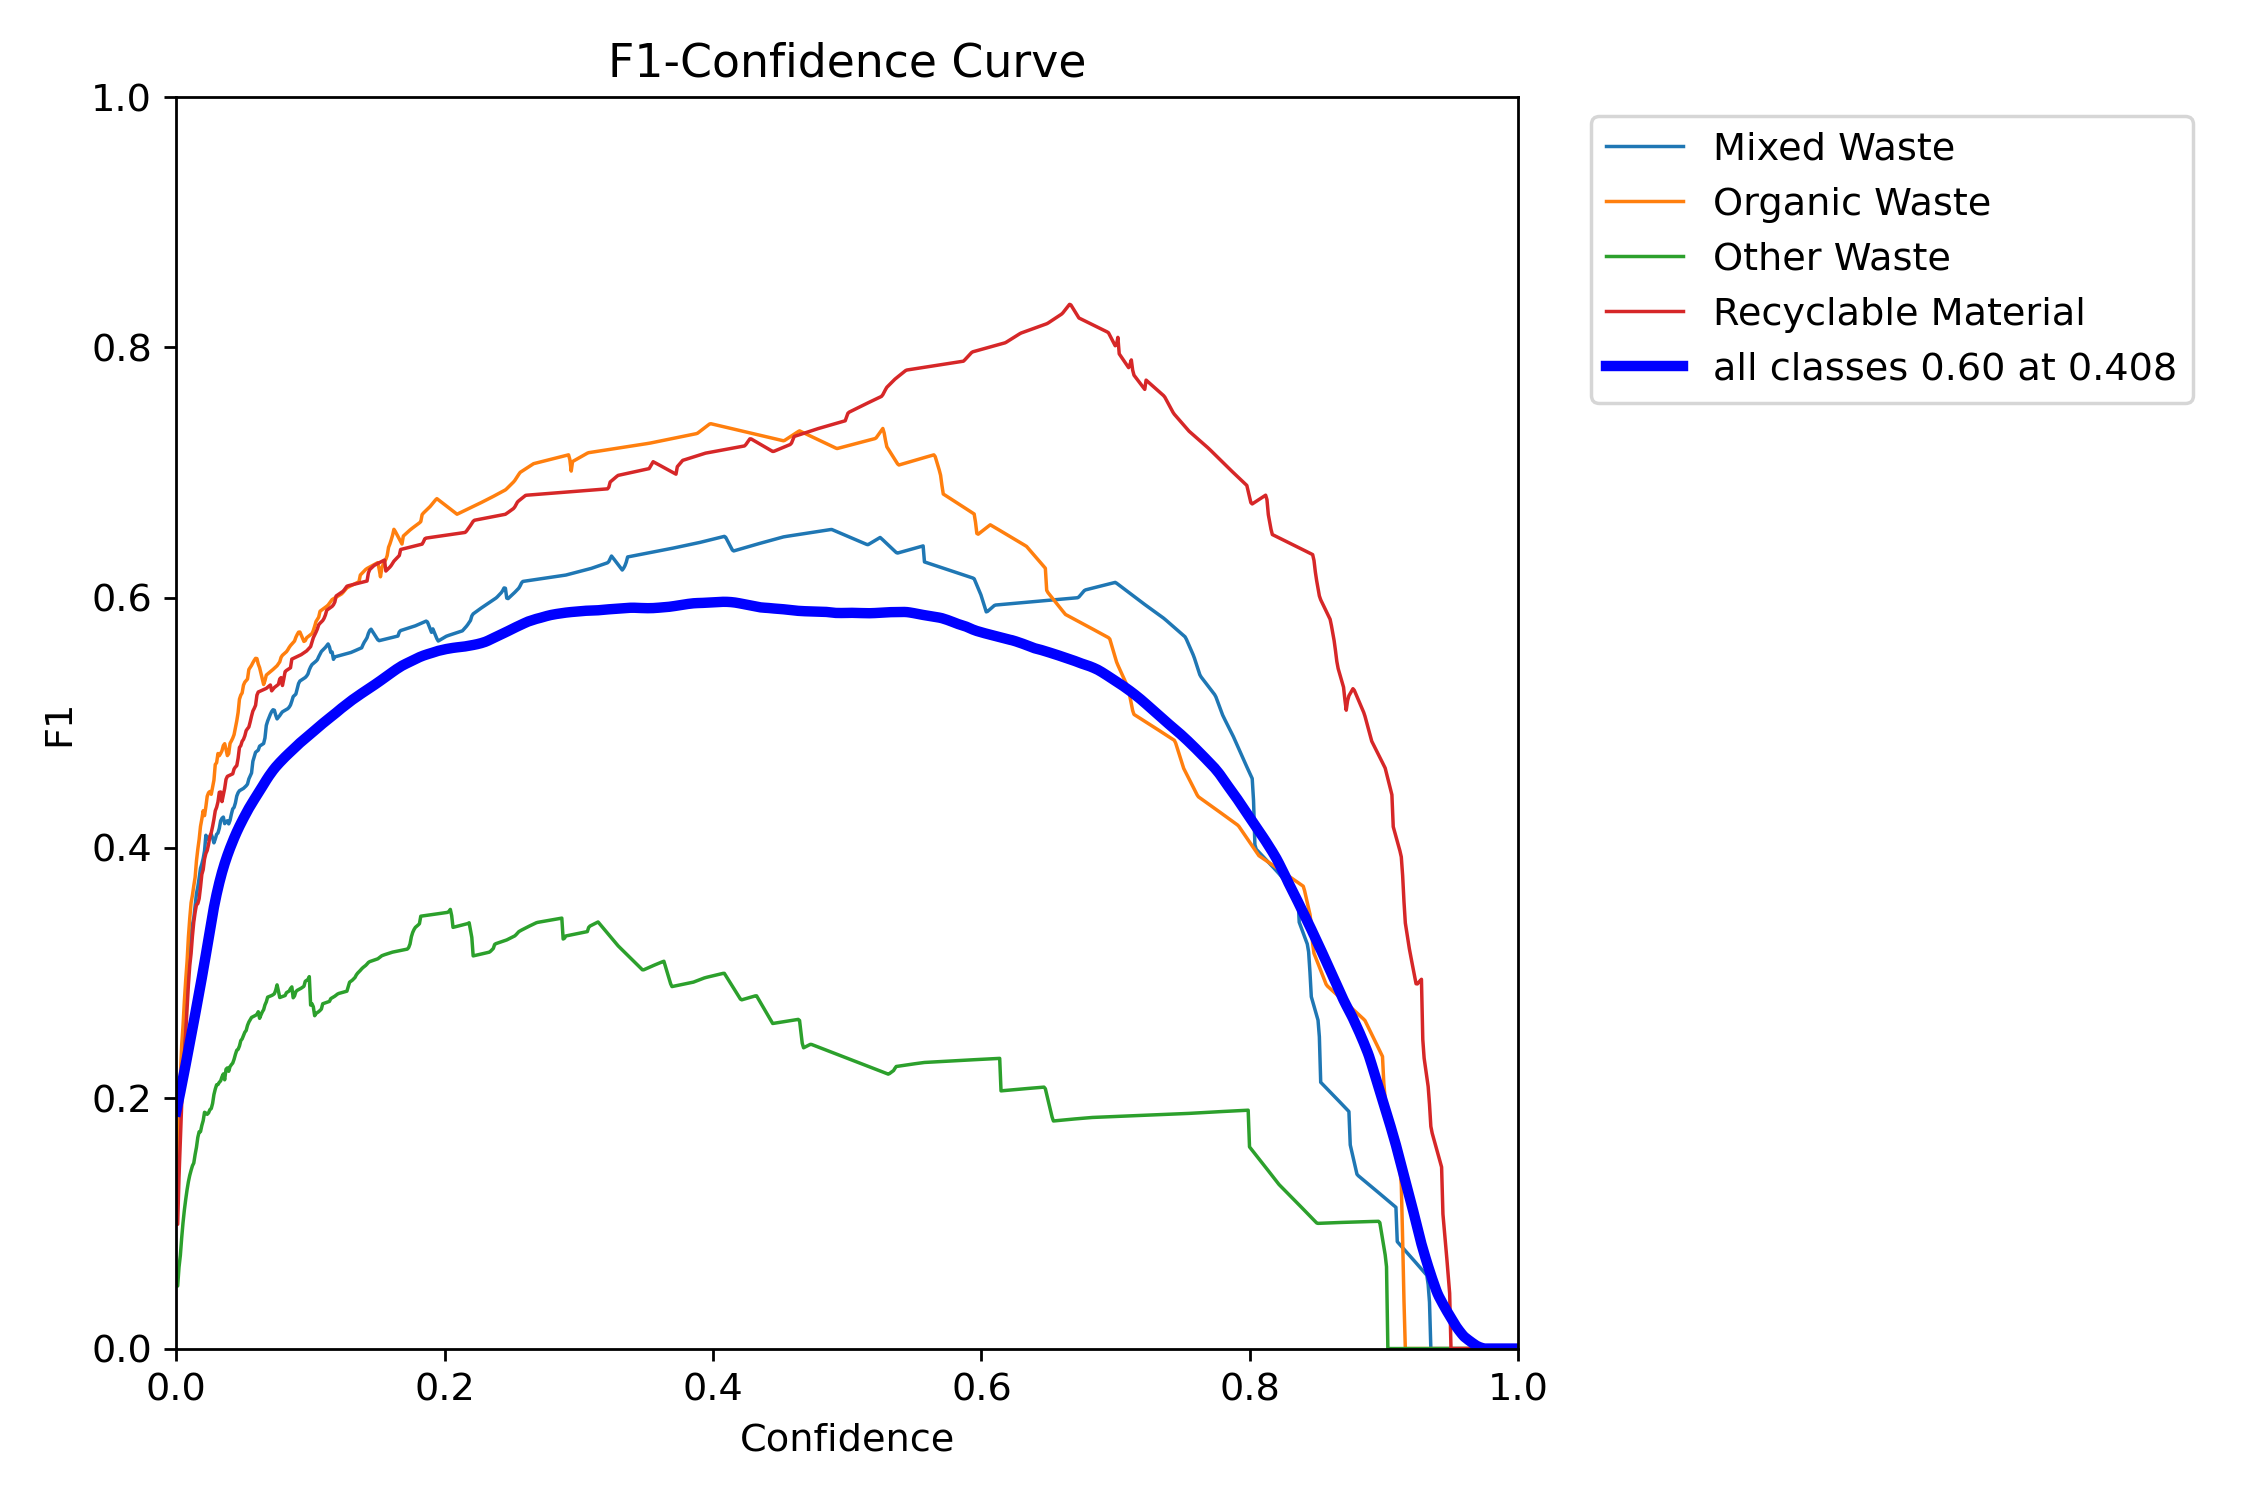 F1-Confidence Curve
1.0
0.8
0.6
0.4
0.2
0.0
F1
0.0 0.2 0.4 0.6 0.8 1.0
Confidence
Mixed Waste
Organic Waste
Other Waste
Recyclable Material
all classes 0.60 at 0.408